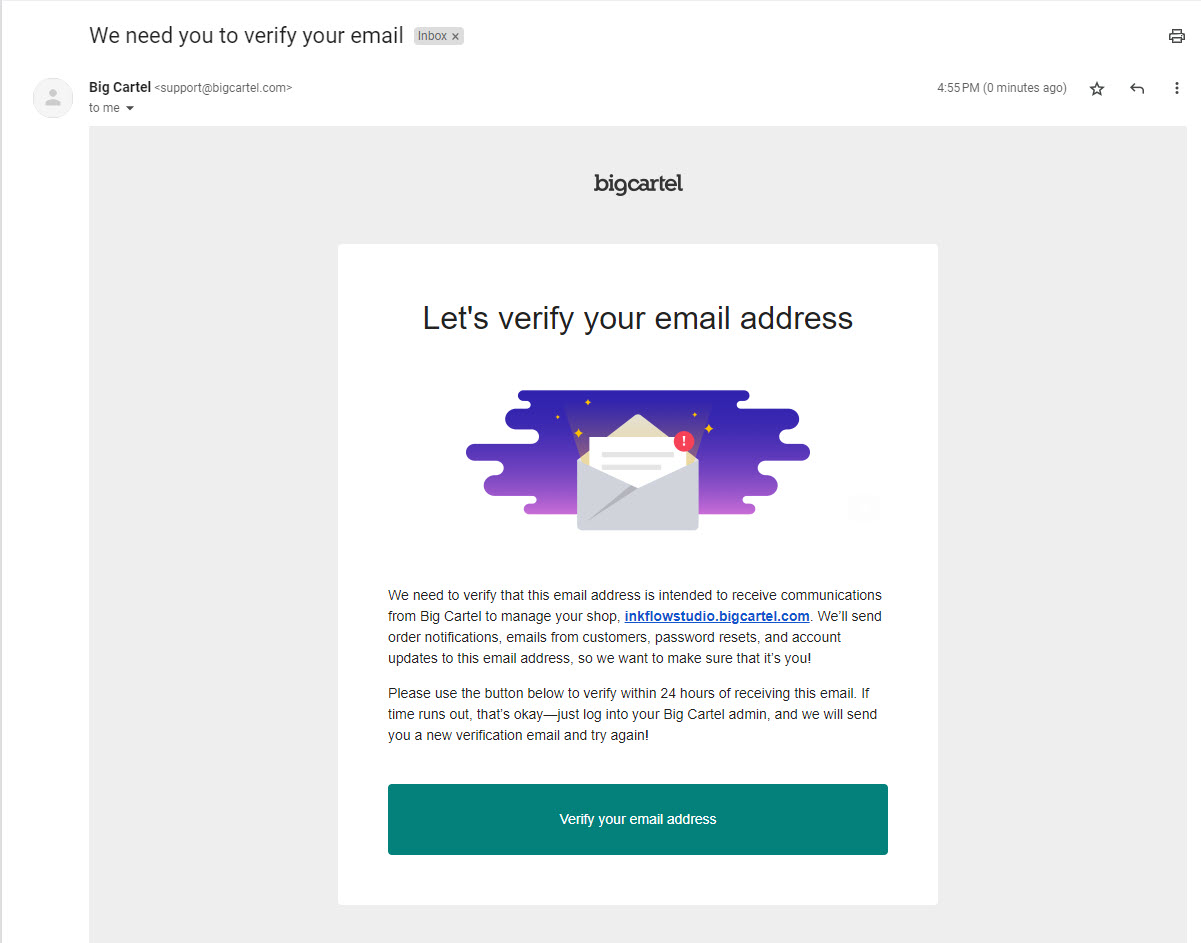 We need you to verify your email Inbox ×
Big Cartel <support@bigcartel.com> 4:55 PM (0 minutes ago)
to me
bigcartel
Let's verify your email address
!
We need to verify that this email address is intended to receive communications
from Big Cartel to manage your shop, inkflowstudio.bigcartel.com. We’ll send
order notifications, emails from customers, password resets, and account
updates to this email address, so we want to make sure that it’s you!
Please use the button below to verify within 24 hours of receiving this email. If
time runs out, that’s okay—just log into your Big Cartel admin, and we will send
you a new verification email and try again!
Verify your email address